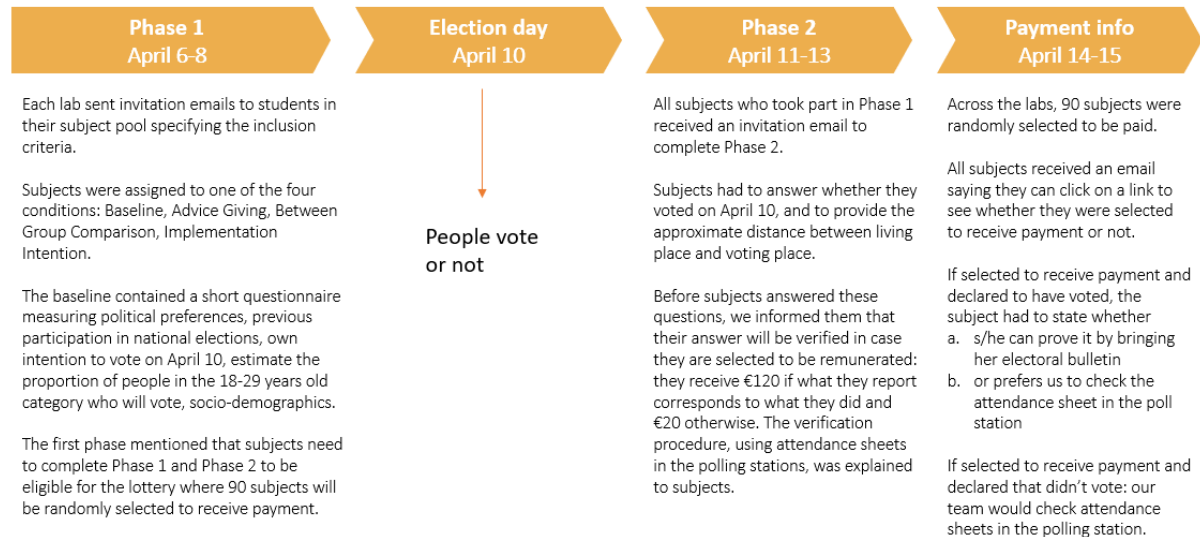 Phase 1
April 6-8
Each lab sent invitation emails to students in
their subject pool specifying the inclusion
criteria.
Subjects were assigned to one of the four
conditions: Baseline, Advice Giving, Between
Group Comparison, Implementation
Intention.
The baseline contained a short questionnaire
measuring political preferences, previous
participation in national elections, own
intention to vote on April 10, estimate the
proportion of people in the 18-29 years old
category who will vote, socio-demographics.
The first phase mentioned that subjects need
to complete Phase 1 and Phase 2 to be
eligible for the lottery where 90 subjects will
be randomly selected to receive payment.
Election day
April 10
People vote
or not
Phase 2
April 11-13
All subjects who took part in Phase 1
received an invitation email to
complete Phase 2.
Subjects had to answer whether they
voted on April 10, and to provide the
approximate distance between living
place and voting place.
Before subjects answered these
questions, we informed them that
their answer will be verified in case
they are selected to be remunerated:
they receive €120 if what they report
corresponds to what they did and
€20 otherwise. The verification
procedure, using attendance sheets
in the polling stations, was explained
to subjects.
Payment info
April 14-15
Across the labs, 90 subjects were
randomly selected to be paid.
All subjects received an email
saying they can click on a link to
see whether they were selected
to receive payment or not.
If selected to receive payment and
declared to have voted, the
subject had to state whether
a. s/he can prove it by bringing
her electoral bulletin
b. or prefers us to check the
attendance sheet in the poll
station
If selected to receive payment and
declared that didn't vote: our
team would check attendance
sheets in the polling station.